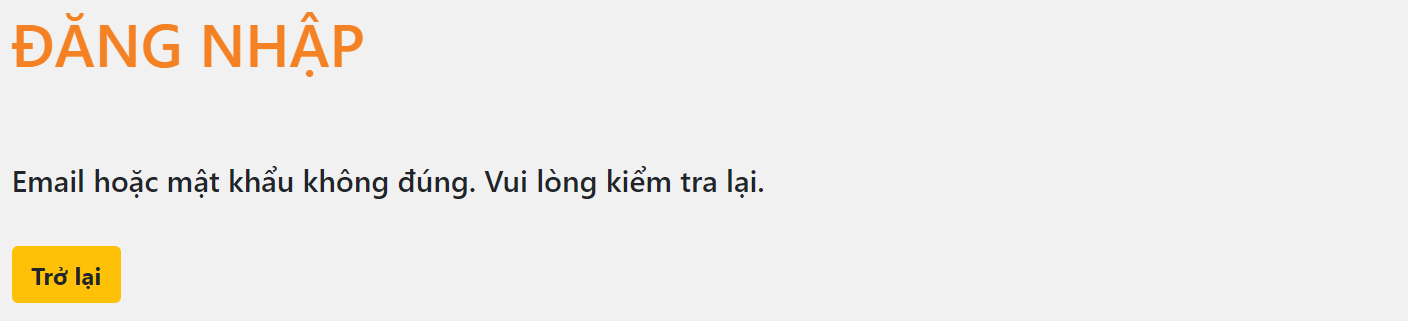 ĐĂNG NHẬP
Email hoặc mật khẩu không đúng. Vui lòng kiểm tra lại.
Trở lại